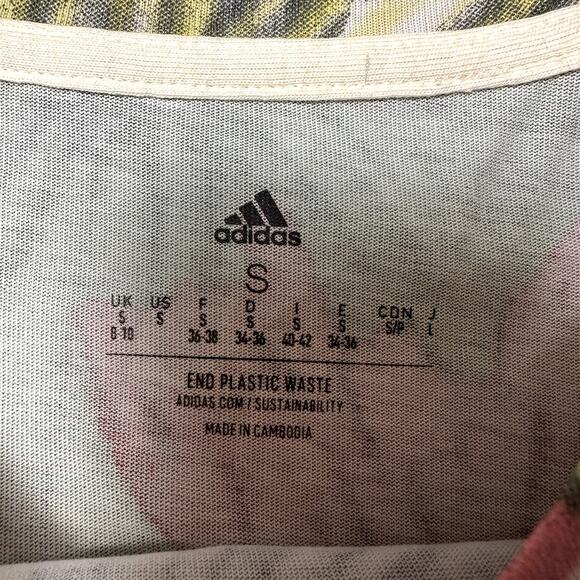 adidas
S
UK US F D I E CDN J
S S S S S S S/P L
8-10 36-38 34-36 40-42 34-36
END PLASTIC WASTE
ADIDAS.COM / SUSTAINABILITY
MADE IN CAMBODIA